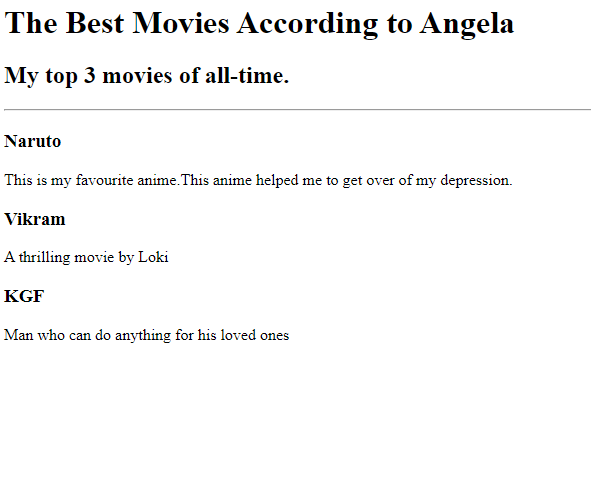 The Best Movies According to Angela
My top 3 movies of all-time.
Naruto
This is my favourite anime.This anime helped me to get over of my depression.
Vikram
A thrilling movie by Loki
KGF
Man who can do anything for his loved ones